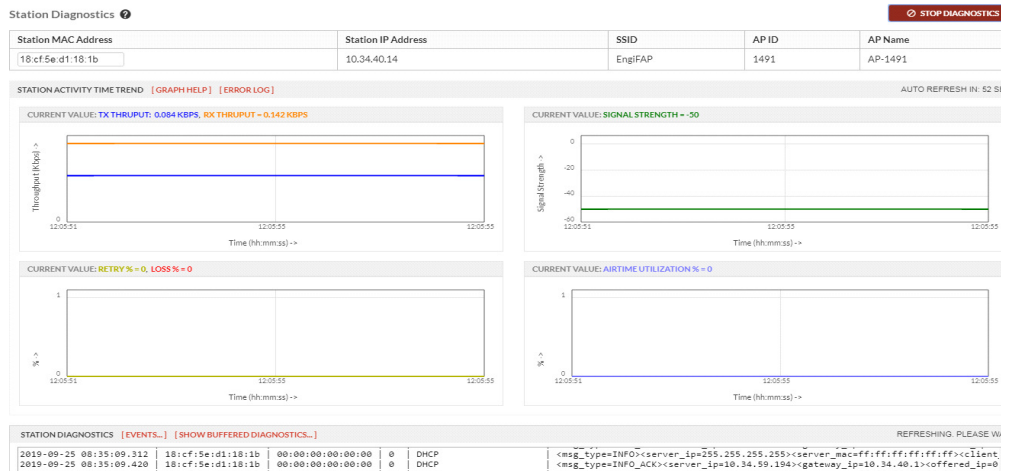 Station Diagnostics ?
STOP DIAGNOSTICS
Station MAC Address Station IP Address SSID AP ID AP Name
18:cf:5e:d1:18:1b 10.34.40.14 EngiFAP 1491 AP-1491
STATION ACTIVITY TIME TREND [ GRAPH HELP ] [ ERROR LOG ] AUTO REFRESH IN: 52
CURRENT VALUE: TX THRUPUT: 0.084 KBPS, RX THRUPUT = 0.142 KBPS
Throughput (Kbps) ->
0
12:05:51 12:05:55 12:05:55
Time (hh:mm:ss) ->
CURRENT VALUE: SIGNAL STRENGTH = -50
Signal Strength ->
0
-20
-40
-60
12:05:51 12:05:55 12:05:55
Time (hh:mm:ss) ->
CURRENT VALUE: RETRY % = 0, LOSS % = 0
% ->
1
0
12:05:51 12:05:55 12:05:55
Time (hh:mm:ss) ->
CURRENT VALUE: AIRTIME UTILIZATION % = 0
% ->
1
0
12:05:51 12:05:55 12:05:55
Time (hh:mm:ss) ->
STATION DIAGNOSTICS [ EVENTS... ] [ SHOW BUFFERED DIAGNOSTICS... ] REFRESHING. PLEASE
2019-09-25 08:35:09.312 | 18:cf:5e:d1:18:1b | 00:00:00:00:00:00 | 0 | DHCP | <msg_type=INFO><server_ip=255.255.255.255><server_mac=ff:ff:ff:ff:ff:ff><client_
2019-09-25 08:35:09.420 | 18:cf:5e:d1:18:1b | 00:00:00:00:00:00 | 0 | DHCP | <msg_type=INFO_ACK><server_ip=10.34.59.194><gateway_ip=10.34.40.1><offered_ip=0